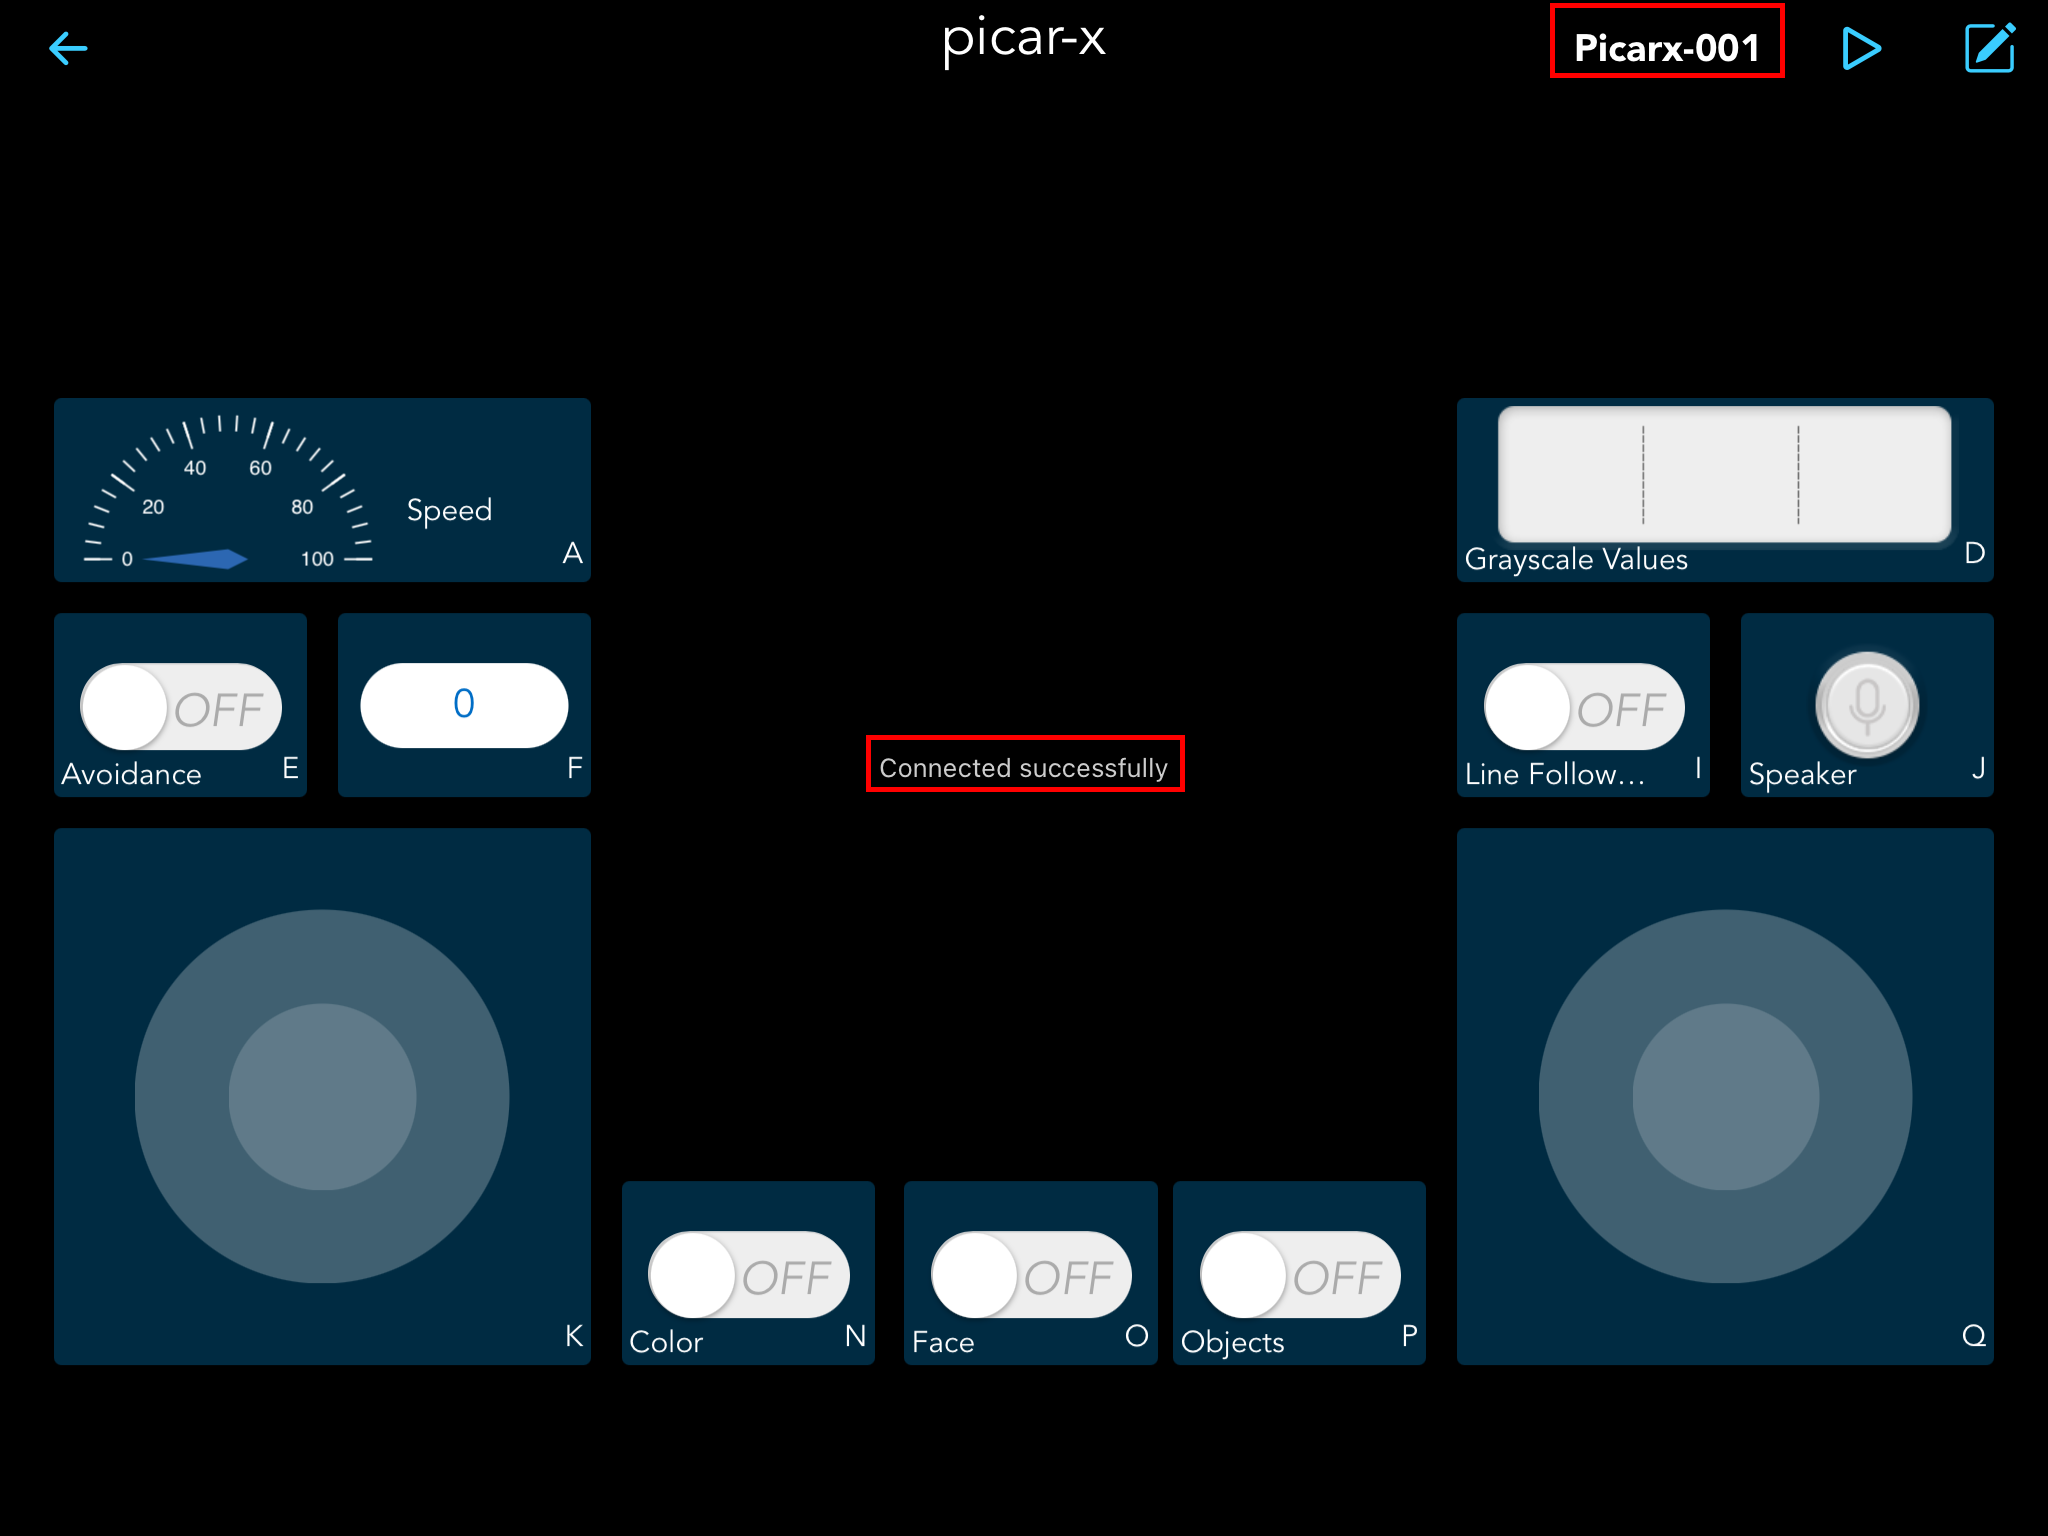 picar-x
Picarx-001
40 60
20 80
0 100
Speed
A
Grayscale Values
D
OFF
Avoidance
E
0
F
Connected successfully
OFF
Line Follow...
I
Speaker
J
K
OFF
Color
N
OFF
Face
O
OFF
Objects
P
Q